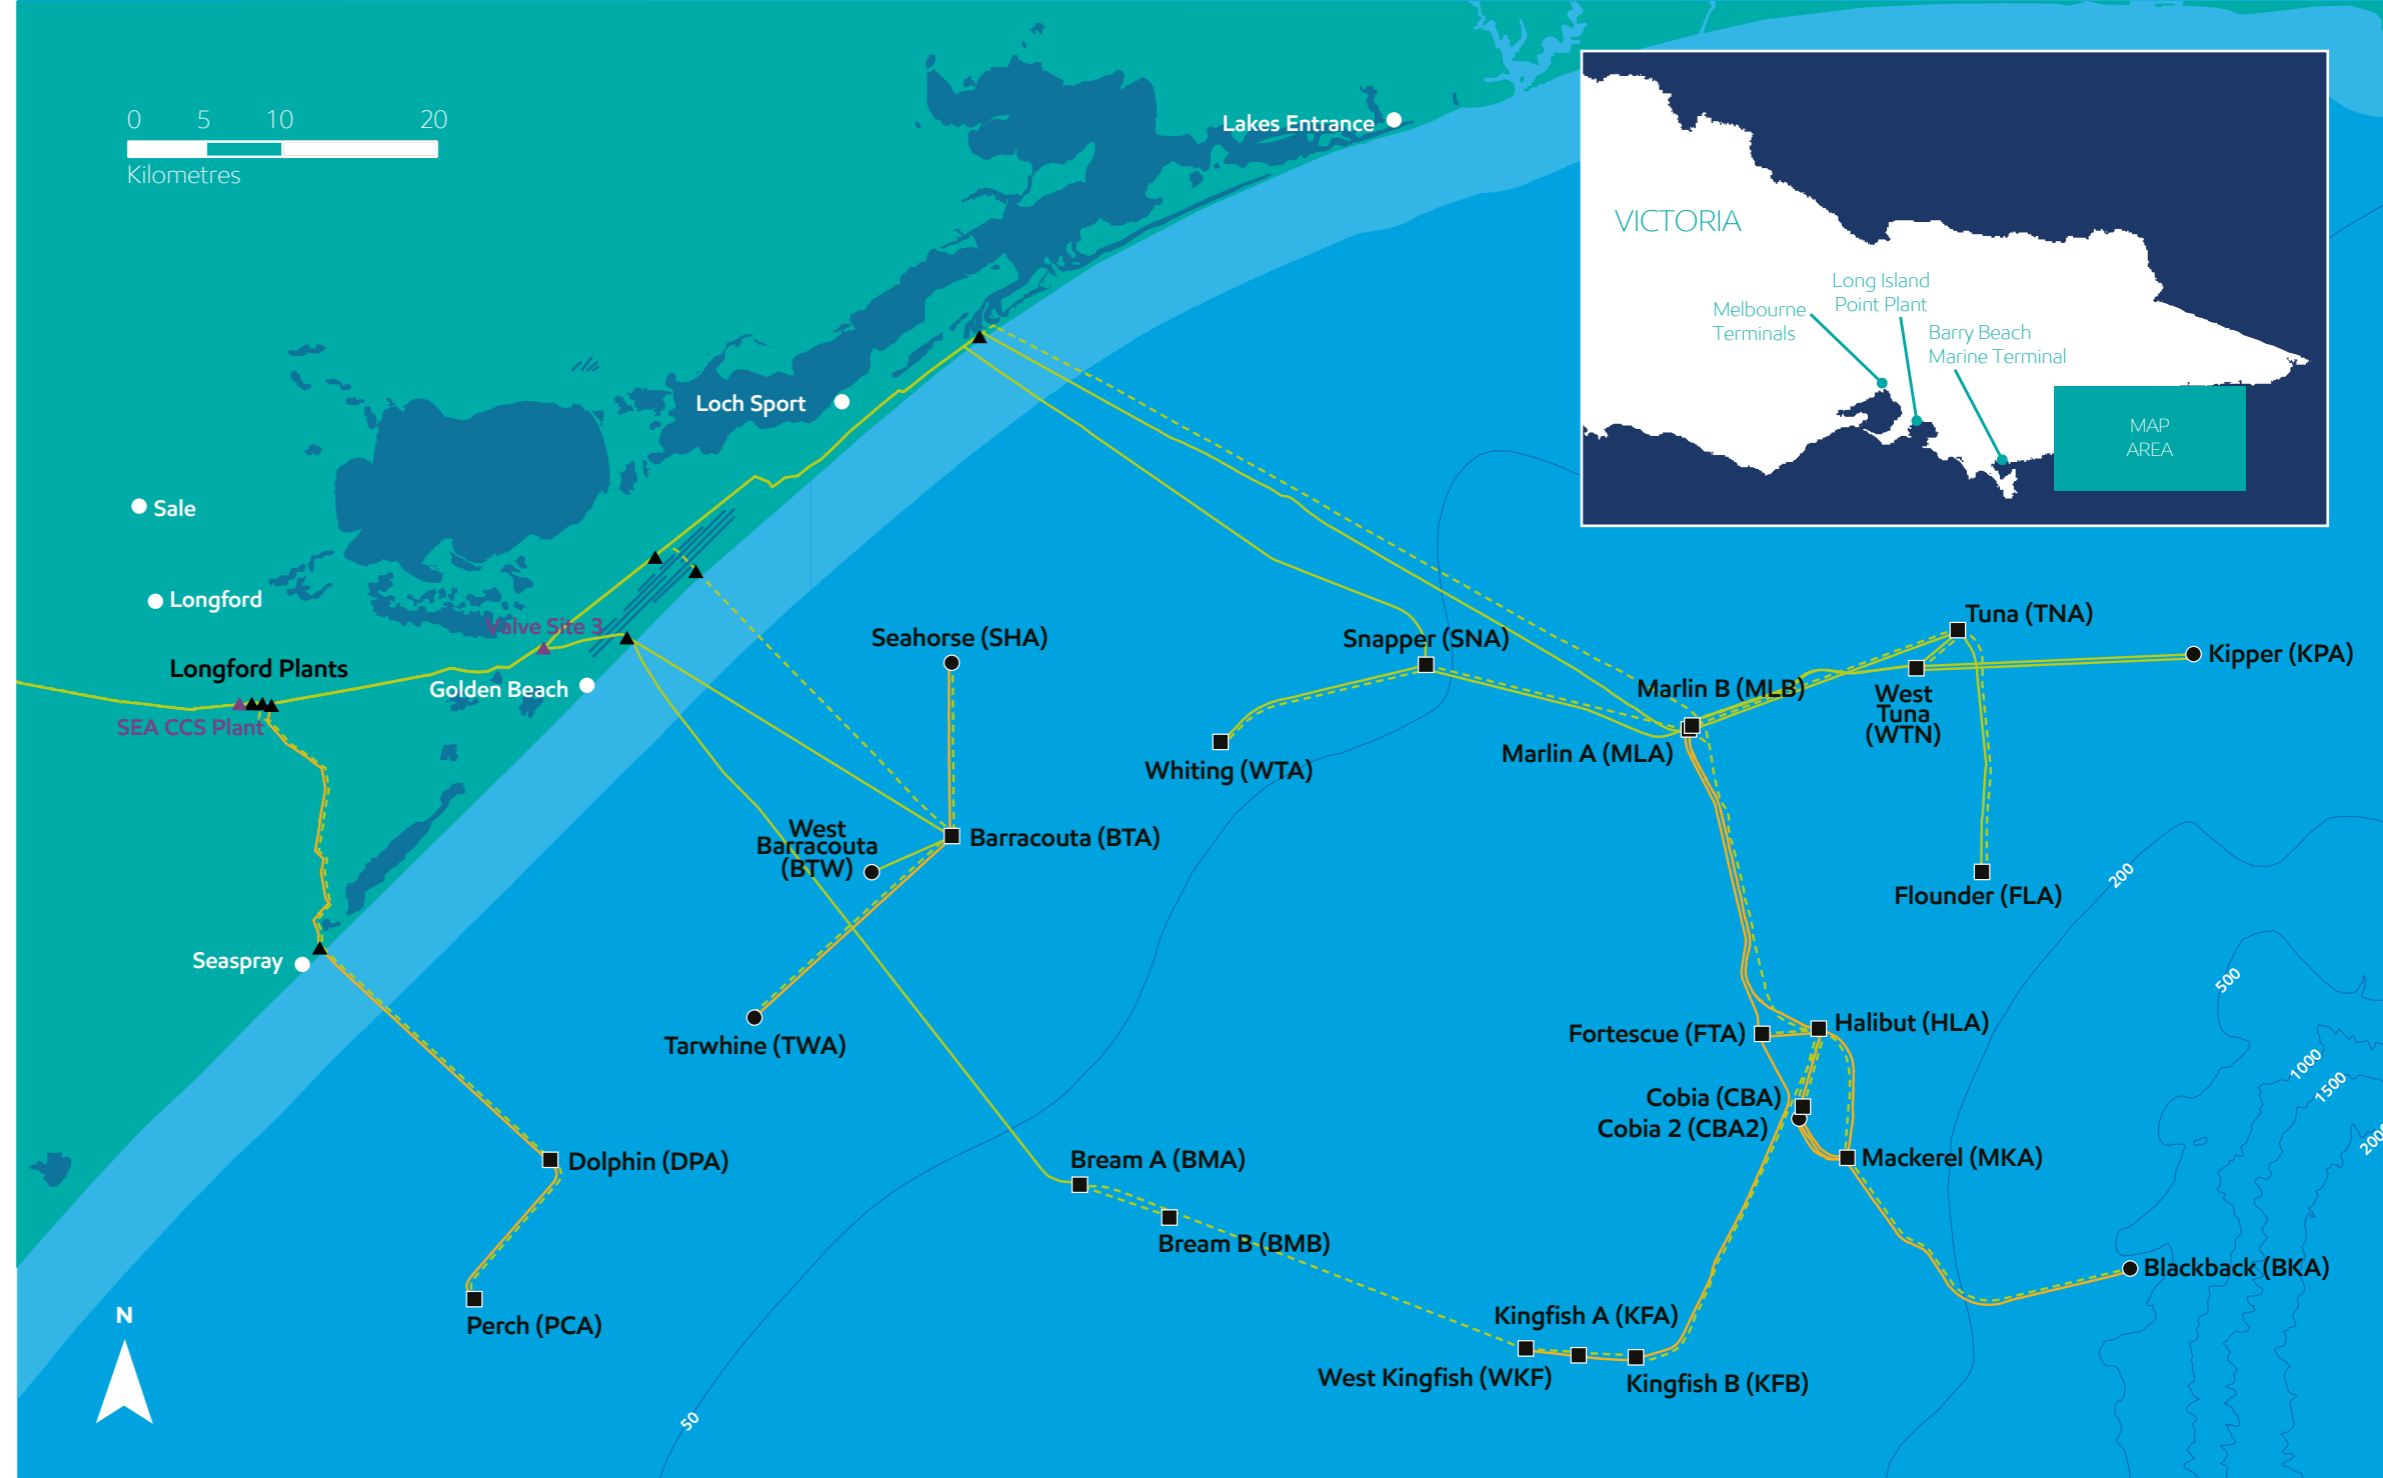 0 5 10 20
Kilometres
Lakes Entrance
VICTORIA
Long Island
Point Plant
Melbourne
Terminals
Barry Beach
Marine Terminal
MAP
AREA
Loch Sport
Sale
Longford
Valve Site 3
Longford Plants
Golden Beach
SEA CCS Plant
Seahorse (SHA)
Snapper (SNA)
Tuna (TNA)
Kipper (KPA)
Marlin B (MLB)
West
Tuna
(WTN)
Marlin A (MLA)
Whiting (WTA)
West
Barracouta
(BTW)
Barracouta (BTA)
Flounder (FLA)
200
500
Seaspray
Tarwhine (TWA)
Fortescue (FTA)
Halibut (HLA)
1000
1500
2000
Cobia (CBA)
Cobia 2 (CBA2)
Mackerel (MKA)
Dolphin (DPA)
Bream A (BMA)
Bream B (BMB)
Blackback (BKA)
N
Perch (PCA)
Kingfish A (KFA)
West Kingfish (WKF)
Kingfish B (KFB)
50